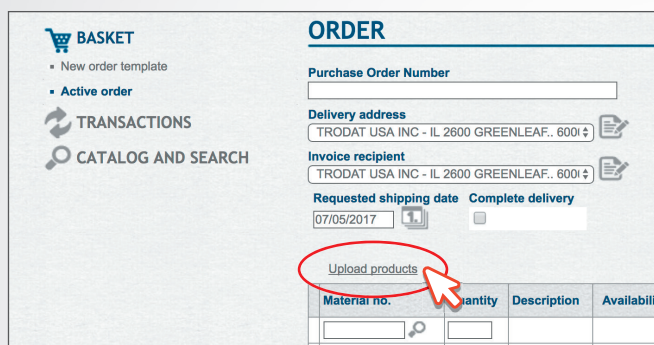 BASKET
New order template
Active order
TRANSACTIONS
CATALOG AND SEARCH
ORDER
Purchase Order Number
Delivery address
TRODAT USA INC - IL 2600 GREENLEAF.. 600
Invoice recipient
TRODAT USA INC - IL 2600 GREENLEAF.. 600
Requested shipping date Complete delivery
07/05/2017 1.
Upload products
Material no. uantity Description Availabili